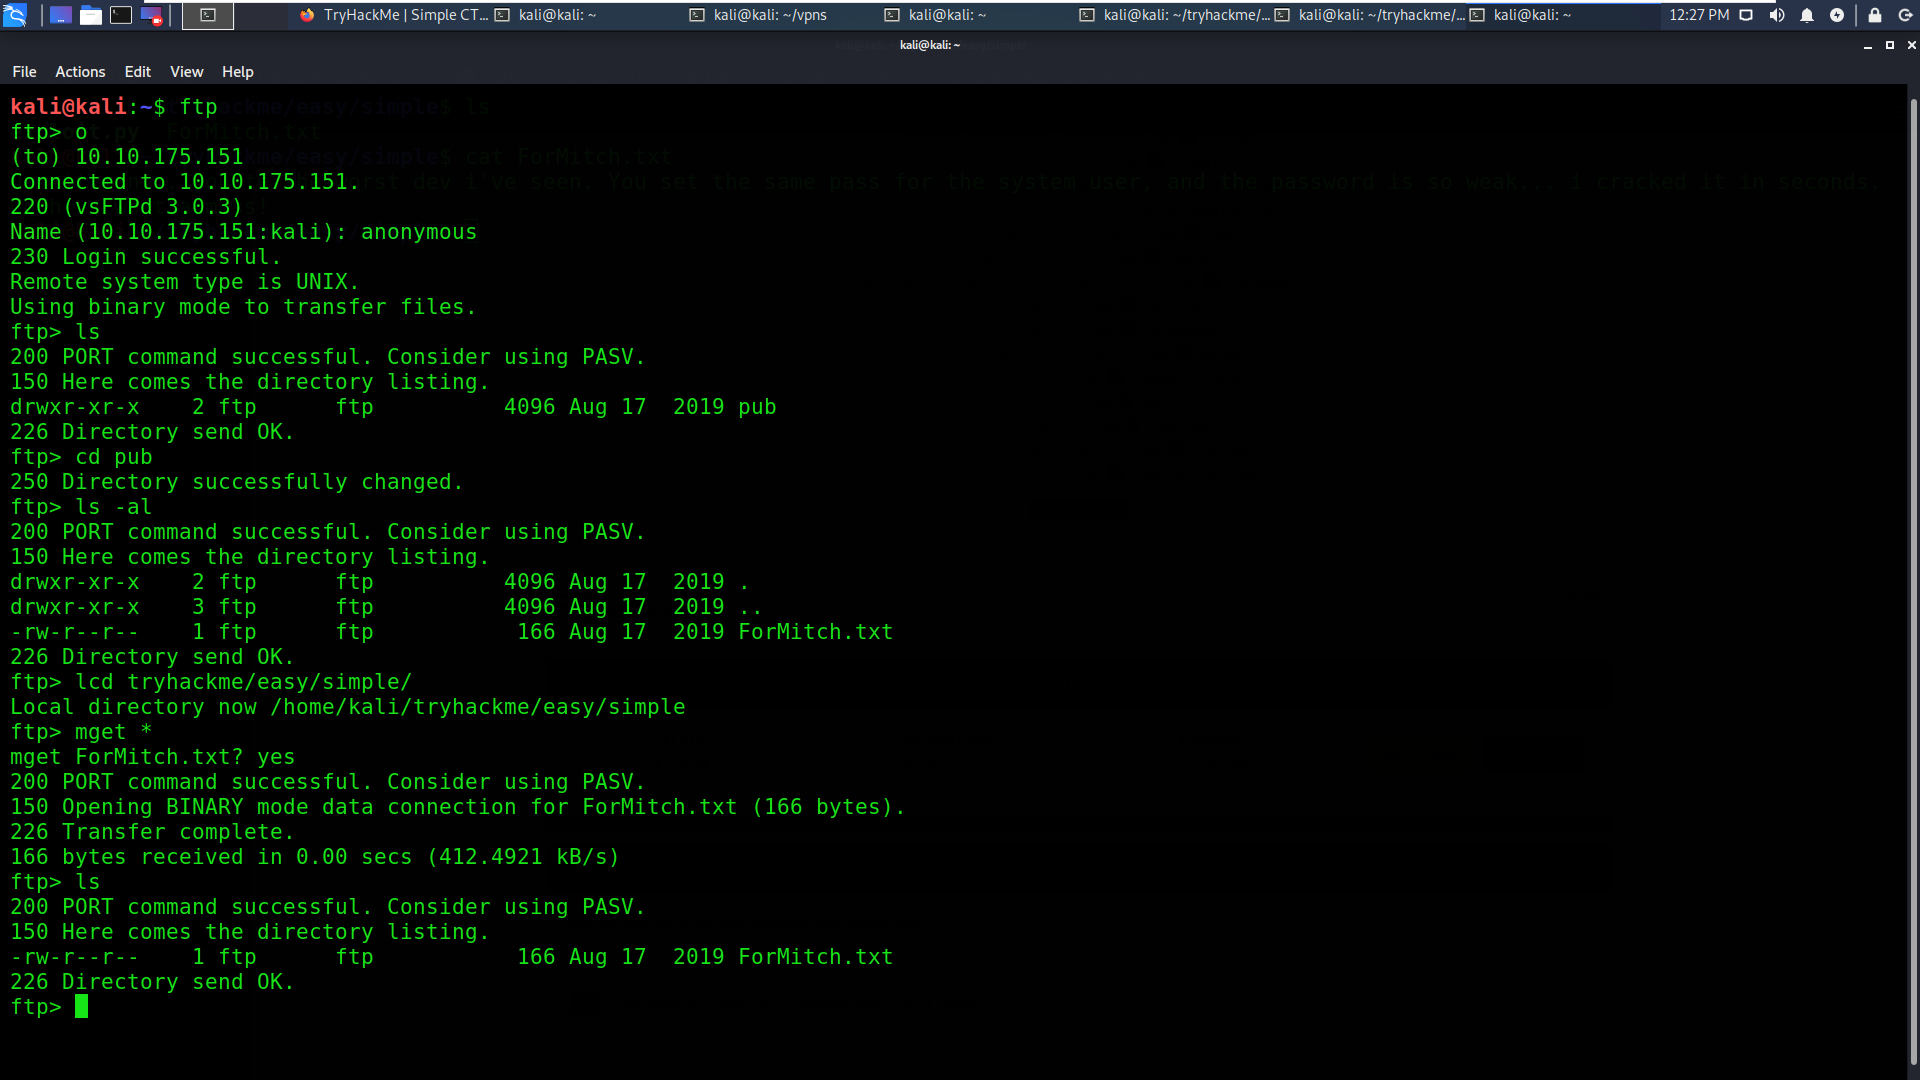 TryHackMe | Simple CT... kali@kali: ~ kali@kali: ~/vpns kali@kali: ~ kali@kali: ~/tryhackme/... kali@kali: ~/tryhackme/... kali@kali: ~ 12:27 PM
kali@kali: ~
File Actions Edit View Help
kali@kali:~$ ftp
ftp> o
(to) 10.10.175.151
Connected to 10.10.175.151.
220 (vsFTPd 3.0.3)
Name (10.10.175.151:kali): anonymous
230 Login successful.
Remote system type is UNIX.
Using binary mode to transfer files.
ftp> ls
200 PORT command successful. Consider using PASV.
150 Here comes the directory listing.
drwxr-xr-x    2 ftp      ftp          4096 Aug 17  2019 pub
226 Directory send OK.
ftp> cd pub
250 Directory successfully changed.
ftp> ls -al
200 PORT command successful. Consider using PASV.
150 Here comes the directory listing.
drwxr-xr-x    2 ftp      ftp          4096 Aug 17  2019 .
drwxr-xr-x    3 ftp      ftp          4096 Aug 17  2019 ..
-rw-r--r--    1 ftp      ftp           166 Aug 17  2019 ForMitch.txt
226 Directory send OK.
ftp> lcd tryhackme/easy/simple/
Local directory now /home/kali/tryhackme/easy/simple
ftp> mget *
mget ForMitch.txt? yes
200 PORT command successful. Consider using PASV.
150 Opening BINARY mode data connection for ForMitch.txt (166 bytes).
226 Transfer complete.
166 bytes received in 0.00 secs (412.4921 kB/s)
ftp> ls
200 PORT command successful. Consider using PASV.
150 Here comes the directory listing.
-rw-r--r--    1 ftp      ftp           166 Aug 17  2019 ForMitch.txt
226 Directory send OK.
ftp>